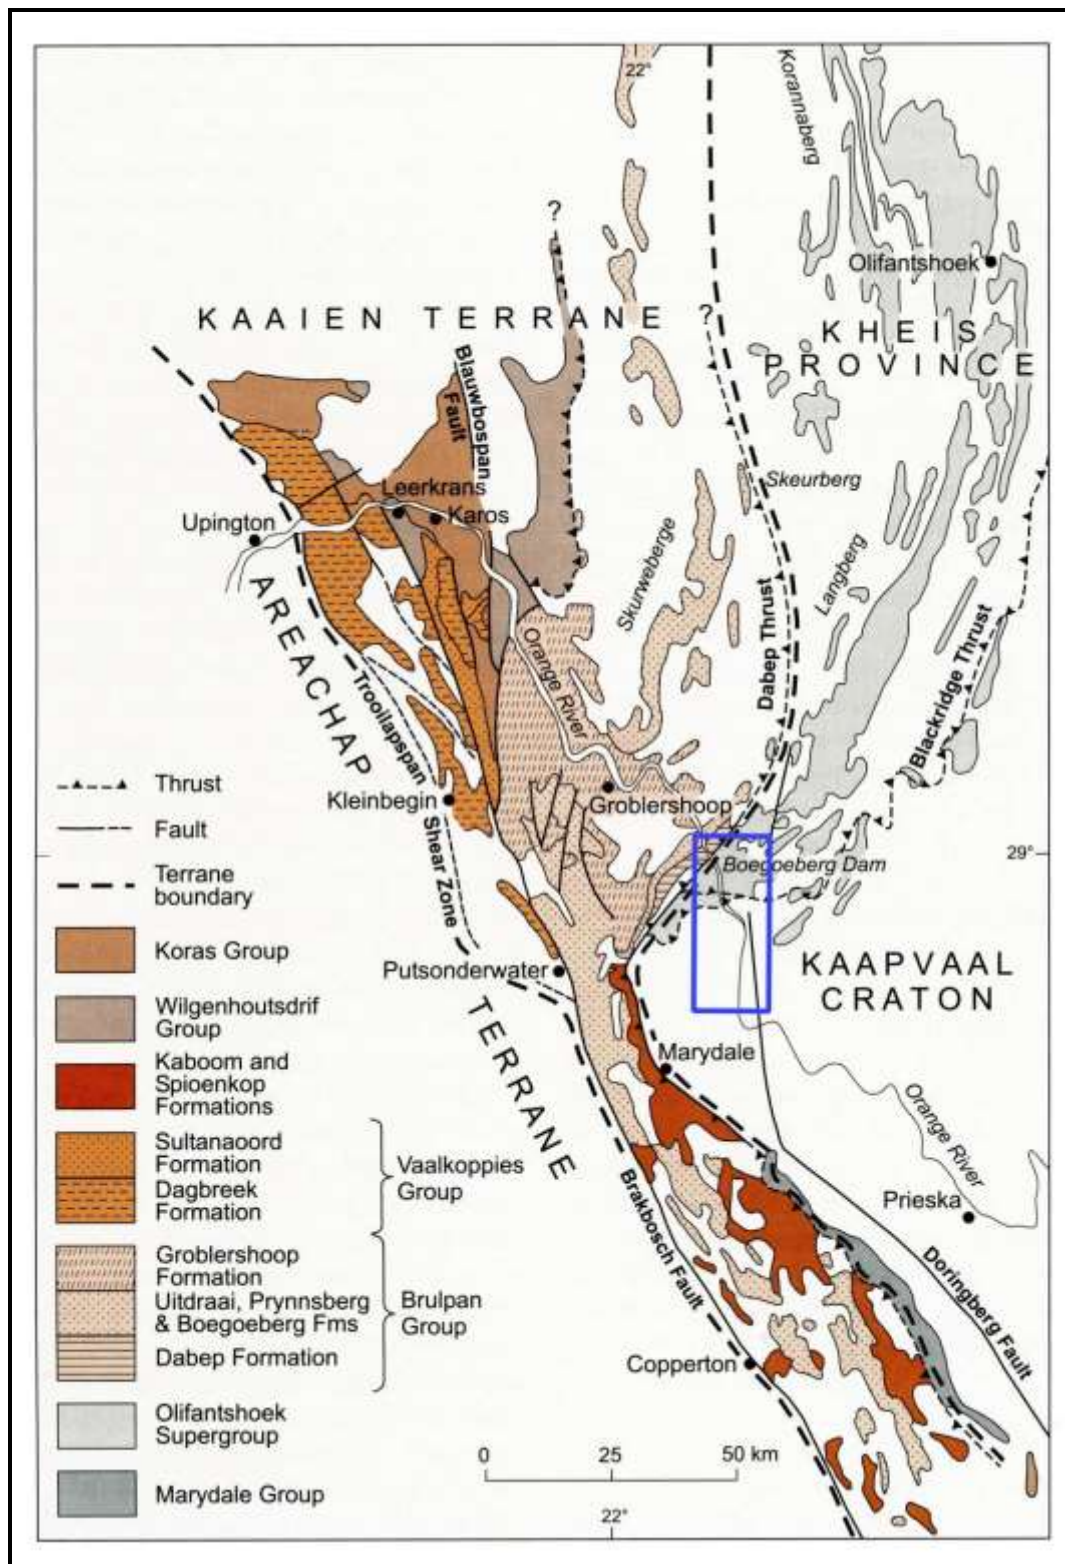 22°
Korannaberg
?
Olifantshoek
KAAIEN TERRANE
?
KHEIS
PROVINCE
Blauwbospan
Fault
Skeurberg
Leerkrans
Karos
Upington
Skurweberge
Langberg
Dabep Thrust
Blackridge Thrust
AREACHAP
Orange River
Trooilapspan
Shear Zone
Kleinbegin
Groblershoop
29°
Boegoeberg Dam
KAAPVAAL
CRATON
Putsonderwater
TERRANE
Marydale
Orange River
Prieska
Brakbosch Fault
Doringberg Fault
Copperton
Thrust
Fault
Terrane
boundary
Koras Group
Wilgenhoutsdrif
Group
Kaboom and
Spioenkop
Formations
Sultanaoord
Formation
Dagbreek
Formation
Vaalkoppies
Group
Groblershoop
Formation
Uitdraai, Prynnsberg
& Boegoeberg Fms
Dabep Formation
Brulpan
Group
Olifantshoek
Supergroup
Marydale Group
0 25 50 km
22°